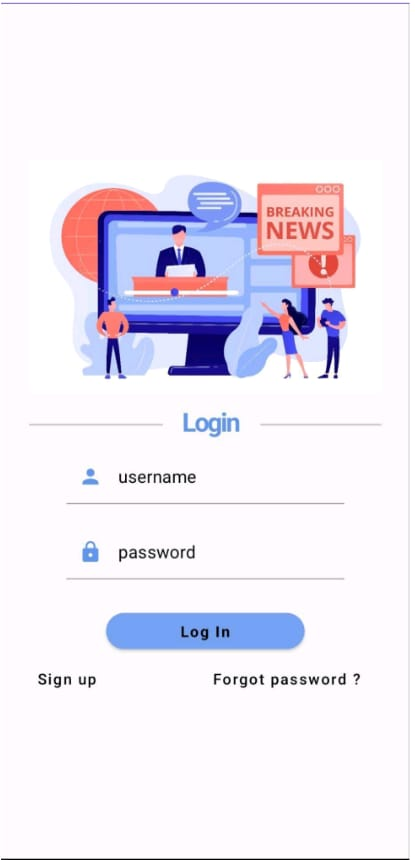 BREAKING
NEWS
Login
username
password
Log In
Sign up
Forgot password ?